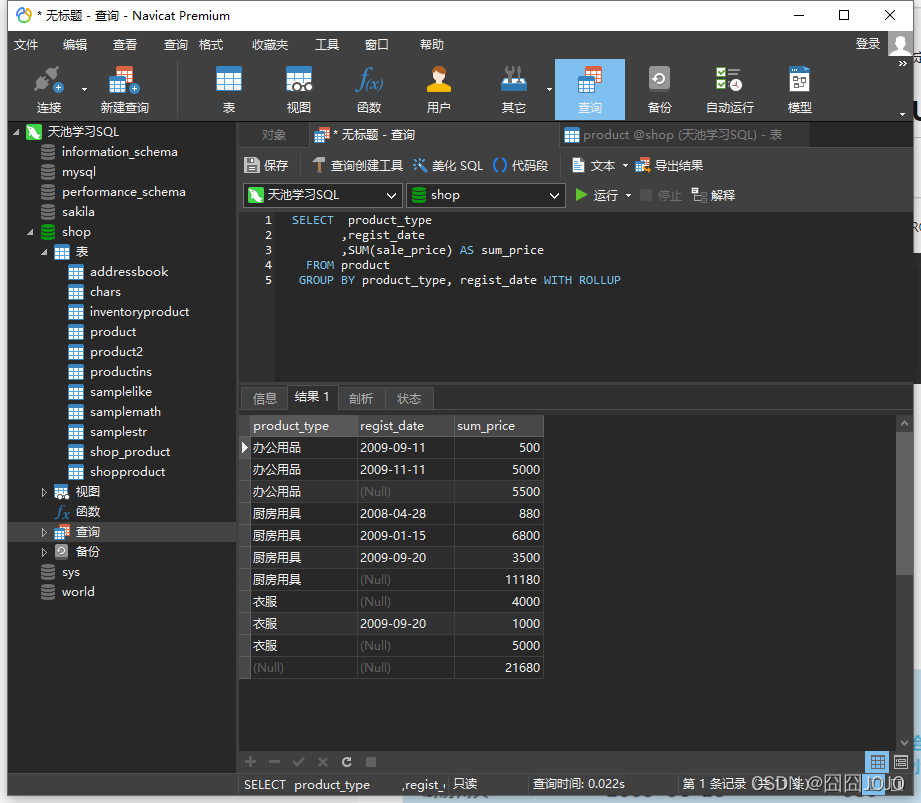 * 无标题 - 查询 - Navicat Premium
文件 编辑 查看 查询 格式 收藏夹 工具 窗口 帮助 登录
连接 新建查询 表 视图 函数 用户 其它 查询 备份 自动运行 模型
对象 * 无标题 - 查询 product @shop (天池学习SQL) - 表
保存 查询创建工具 美化 SQL 代码段 文本 导出结果
天池学习SQL shop 运行 停止 解释
天池学习SQL
information_schema
mysql
performance_schema
sakila
shop
表
addressbook
chars
inventoryproduct
product
product2
productins
samplelike
samplemath
samplestr
shop_product
shopproduct
视图
函数
查询
备份
sys
world
1 SELECT product_type
2 ,regist_date
3 ,SUM(sale_price) AS sum_price
4 FROM product
5 GROUP BY product_type, regist_date WITH ROLLUP
信息 结果 1 剖析 状态
product_type regist_date sum_price
办公用品 2009-09-11 500
办公用品 2009-11-11 5000
办公用品 (Null) 5500
厨房用具 2008-04-28 880
厨房用具 2009-01-15 6800
厨房用具 2009-09-20 3500
厨房用具 (Null) 11180
衣服 (Null) 4000
衣服 2009-09-20 1000
衣服 (Null) 5000
(Null) (Null) 21680
SELECT product_type ,regist_ 只读 查询时间: 0.022s 第 1 条记录
CSDN @囧囧JOJO